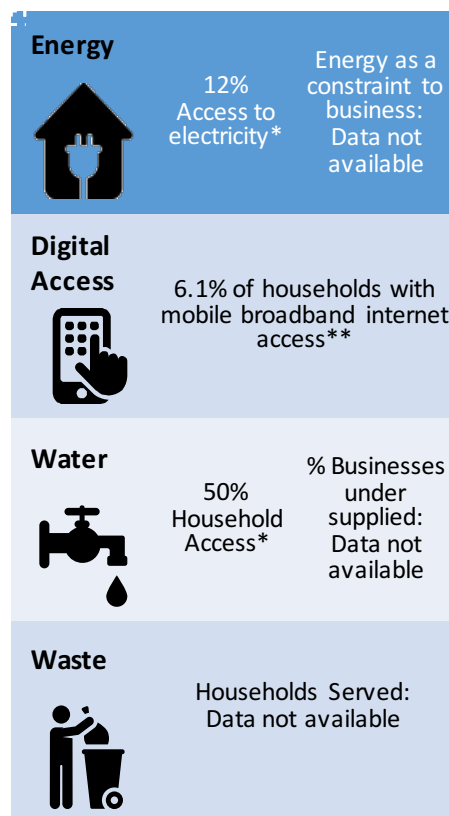 Energy
12%
Access to
electricity*
Energy as a
constraint to
business:
Data not
available
Digital
Access
6.1% of households with
mobile broadband internet
access**
Water
50%
Household
Access*
% Businesses
under
supplied:
Data not
available
Waste
Households Served:
Data not available